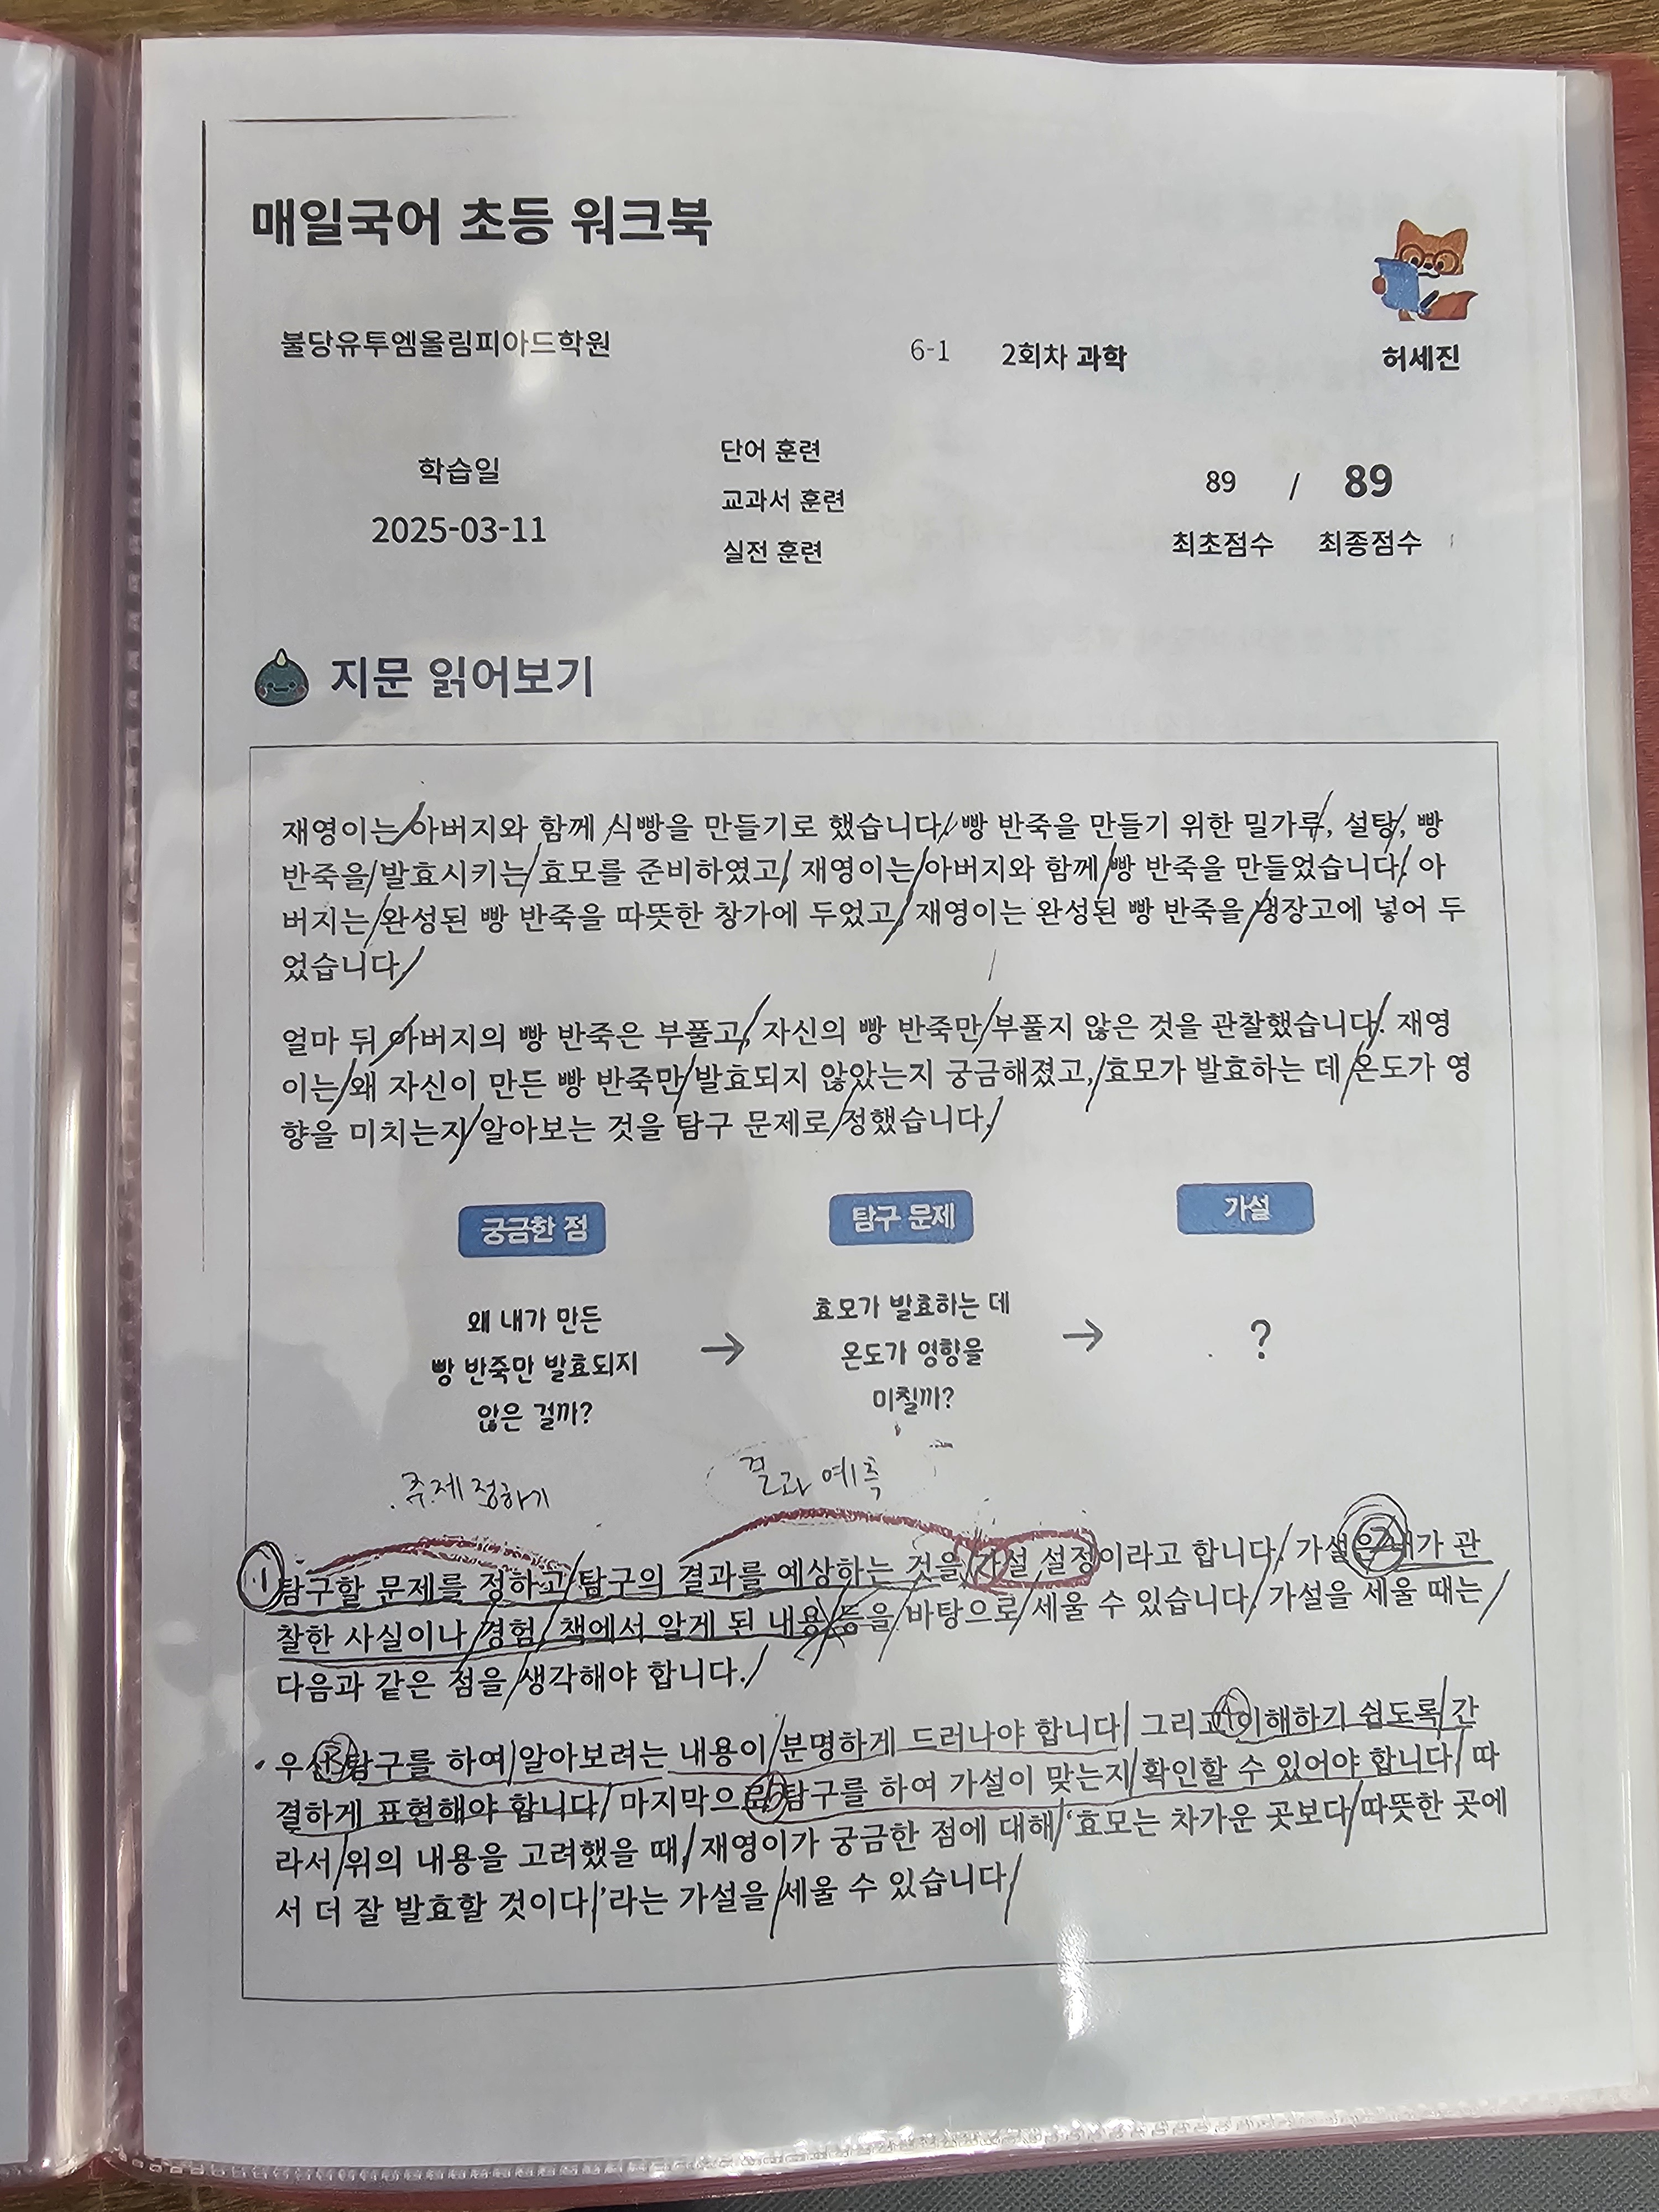 매일국어 초등 워크북
불당유투엠올림피아드학원 6-1 2회차 과학 허세진
학습일
2025-03-11
단어 훈련
교과서 훈련
실전 훈련
89 / 89
최초점수 최종점수
지문 읽어보기
재영이는 아버지와 함께 식빵을 만들기로 했습니다. 빵 반죽을 만들기 위한 밀가루, 설탕, 빵
반죽을 발효시키는 효모를 준비하였고, 재영이는 아버지와 함께 빵 반죽을 만들었습니다. 아
버지는 완성된 빵 반죽을 따뜻한 창가에 두었고, 재영이는 완성된 빵 반죽을 냉장고에 넣어 두
었습니다.
얼마 뒤 아버지의 빵 반죽은 부풀고, 자신의 빵 반죽만 부풀지 않은 것을 관찰했습니다. 재영
이는 왜 자신이 만든 빵 반죽만 발효되지 않았는지 궁금해졌고, 효모가 발효하는 데 온도가 영
향을 미치는지 알아보는 것을 탐구 문제로 정했습니다.
궁금한 점
왜 내가 만든
빵 반죽만 발효되지
않은 걸까?
→
탐구 문제
효모가 발효하는 데
온도가 영향을
미칠까?
→
가설
?
주제 정하기 결과 예측
① 탐구할 문제를 정하고 탐구의 결과를 예상하는 것을 가설 설정이라고 합니다. 가설은 ② 내가 관
찰한 사실이나 경험, 책에서 알게 된 내용 등을 바탕으로 세울 수 있습니다. 가설을 세울 때는
다음과 같은 점을 생각해야 합니다.
우선 ③ 탐구를 하여 알아보려는 내용이 분명하게 드러나야 합니다. 그리고 ④ 이해하기 쉽도록 간
결하게 표현해야 합니다. 마지막으로 ⑤ 탐구를 하여 가설이 맞는지 확인할 수 있어야 합니다. 따
라서 위의 내용을 고려했을 때, 재영이가 궁금한 점에 대해 '효모는 차가운 곳보다 따뜻한 곳에
서 더 잘 발효할 것이다.'라는 가설을 세울 수 있습니다.